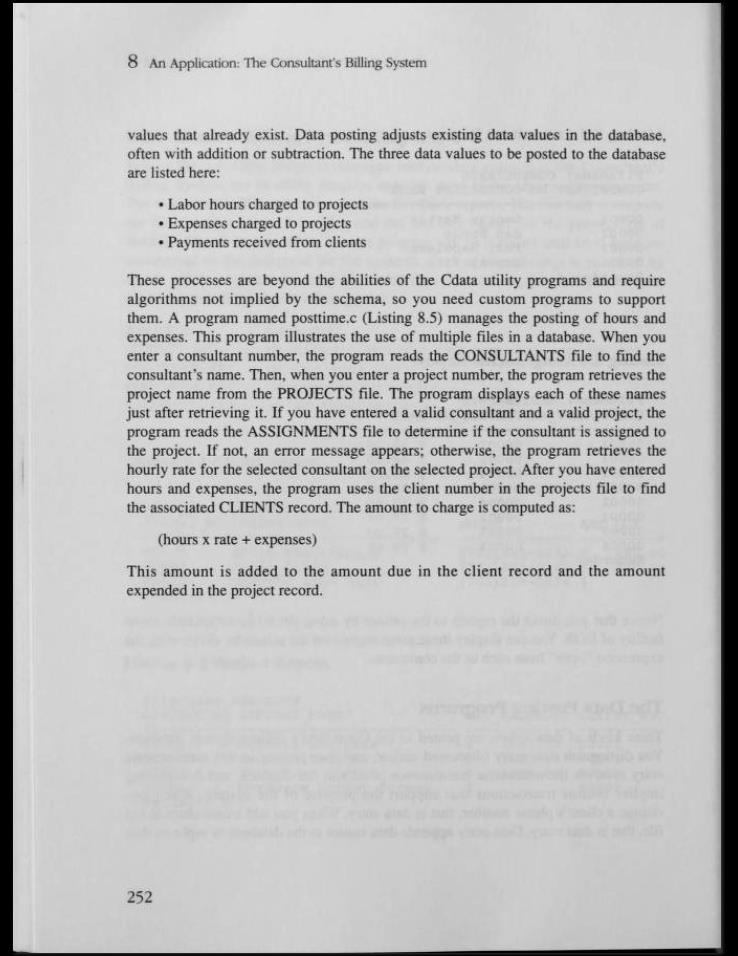 8 An Application: The Consultant's Billing System
values that already exist. Data posting adjusts existing data values in the database,
often with addition or subtraction. The three data values to be posted to the database
are listed here:
• Labor hours charged to projects
• Expenses charged to projects
• Payments received from clients
These processes are beyond the abilities of the Cdata utility programs and require
algorithms not implied by the schema, so you need custom programs to support
them. A program named posttime.c (Listing 8.5) manages the posting of hours and
expenses. This program illustrates the use of multiple files in a database. When you
enter a consultant number, the program reads the CONSULTANTS file to find the
consultant's name. Then, when you enter a project number, the program retrieves the
project name from the PROJECTS file. The program displays each of these names
just after retrieving it. If you have entered a valid consultant and a valid project, the
program reads the ASSIGNMENTS file to determine if the consultant is assigned to
the project. If not, an error message appears; otherwise, the program retrieves the
hourly rate for the selected consultant on the selected project. After you have entered
hours and expenses, the program uses the client number in the projects file to find
the associated CLIENTS record. The amount to charge is computed as:
(hours x rate + expenses)
This amount is added to the amount due in the client record and the amount
expended in the project record.
252